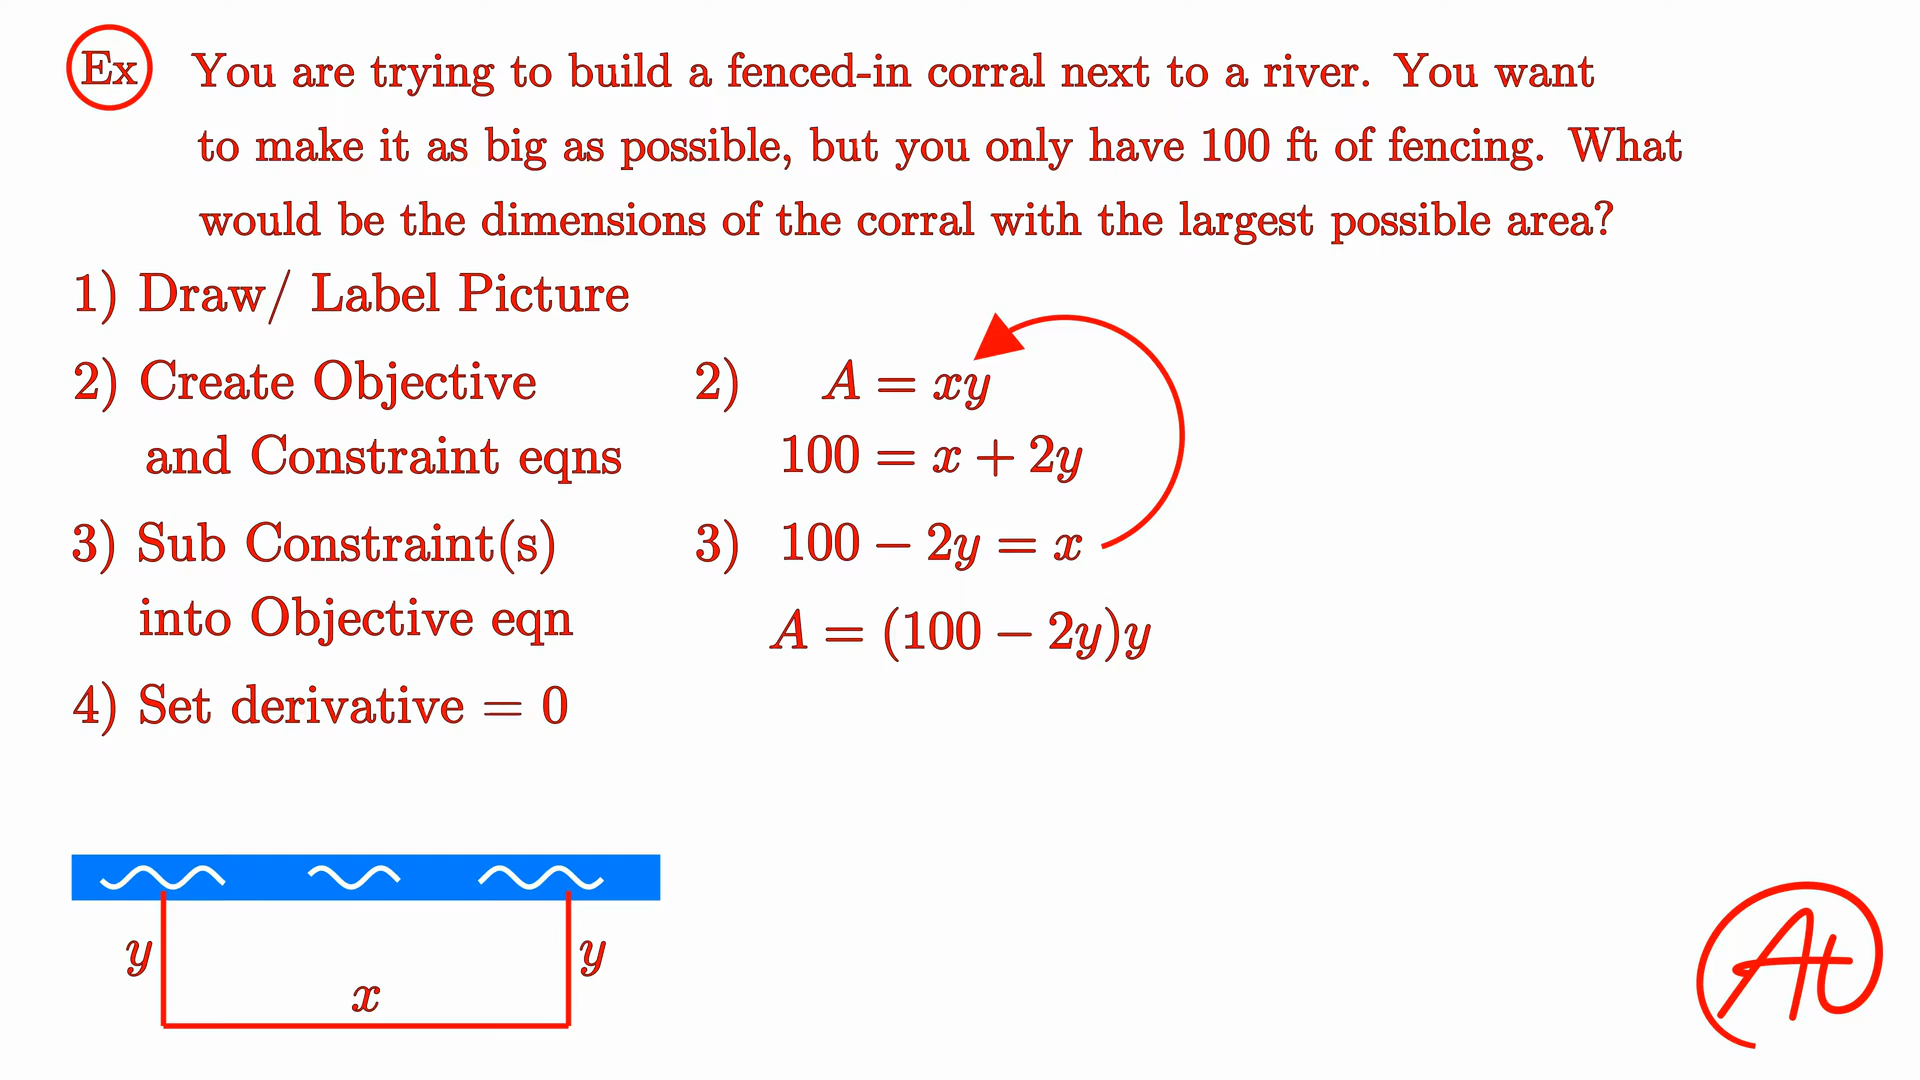 Ex You are trying to build a fenced-in corral next to a river. You want
to make it as big as possible, but you only have 100 ft of fencing. What
would be the dimensions of the corral with the largest possible area?
1) Draw/ Label Picture
2) Create Objective
and Constraint eqns
3) Sub Constraint(s)
into Objective eqn
4) Set derivative = 0
2) A = xy
100 = x + 2y
3) 100 − 2y = x
A = (100 − 2y)y
y
x
y
At